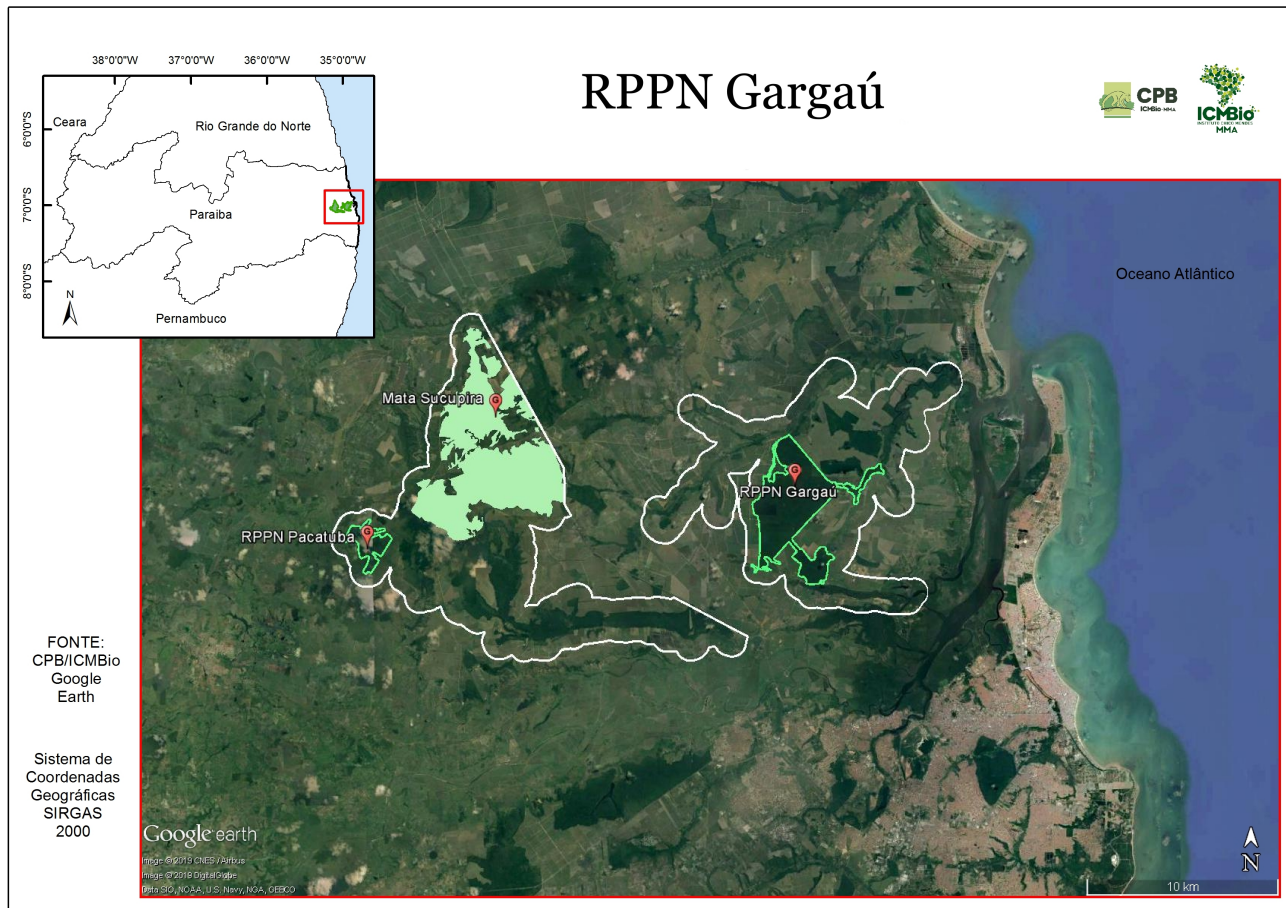 RPPN Gargaú
CPB
ICMBio MMA
ICMBio
INSTITUTO CHICO MENDES
MMA
38°0'0"W
37°0'0"W
36°0'0"W
35°0'0"W
6°0'0"S
7°0'0"S
8°0'0"S
Ceara
Rio Grande do Norte
Paraiba
Pernambuco
N
Oceano Atlântico
Mata Sucupira
G
RPPN Gargaú
G
RPPN Pacatuba
G
FONTE:
CPB/ICMBio
Google
Earth
Sistema de
Coordenadas
Geográficas
SIRGAS
2000
Google earth
Image © 2019 CNES / Airbus
Image © 2019 DigitalGlobe
Data SIO, NOAA, U.S. Navy, NGA, GEBCO
N
10 km